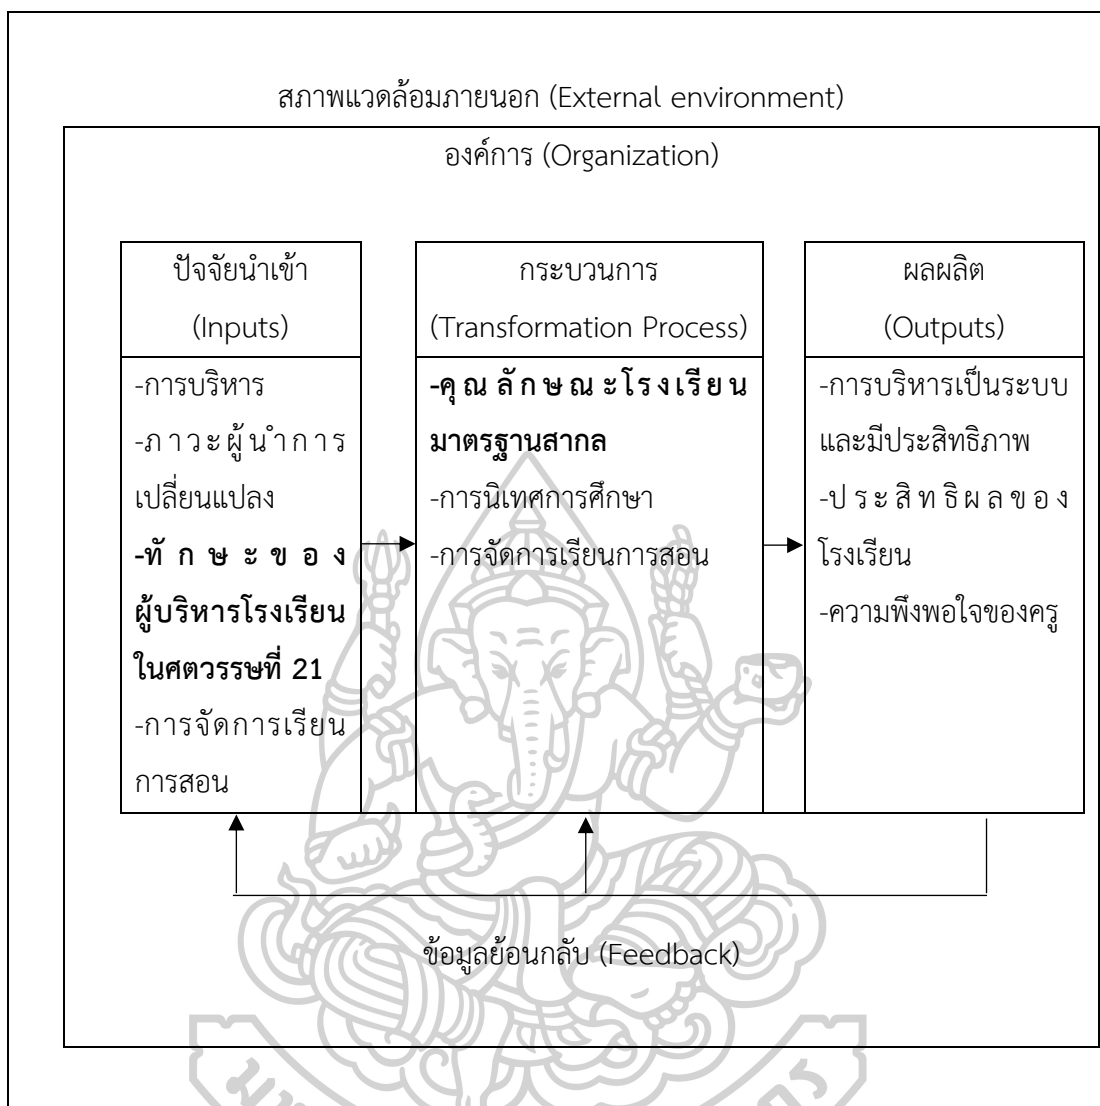 สภาพแวดล้อมภายนอก (External environment)
องค์การ (Organization)
ปัจจัยนำเข้า
(Inputs)
-การบริหาร
-ภาวะผู้นำการ
เปลี่ยนแปลง
-ทักษะของ
ผู้บริหารโรงเรียน
ในศตวรรษที่ 21
-การจัดการเรียน
การสอน
กระบวนการ
(Transformation Process)
-คุณลักษณะโรงเรียน
มาตรฐานสากล
-การนิเทศการศึกษา
-การจัดการเรียนการสอน
ผลผลิต
(Outputs)
-การบริหารเป็นระบบ
และมีประสิทธิภาพ
-ประสิทธิผลของ
โรงเรียน
-ความพึงพอใจของครู
ข้อมูลย้อนกลับ (Feedback)